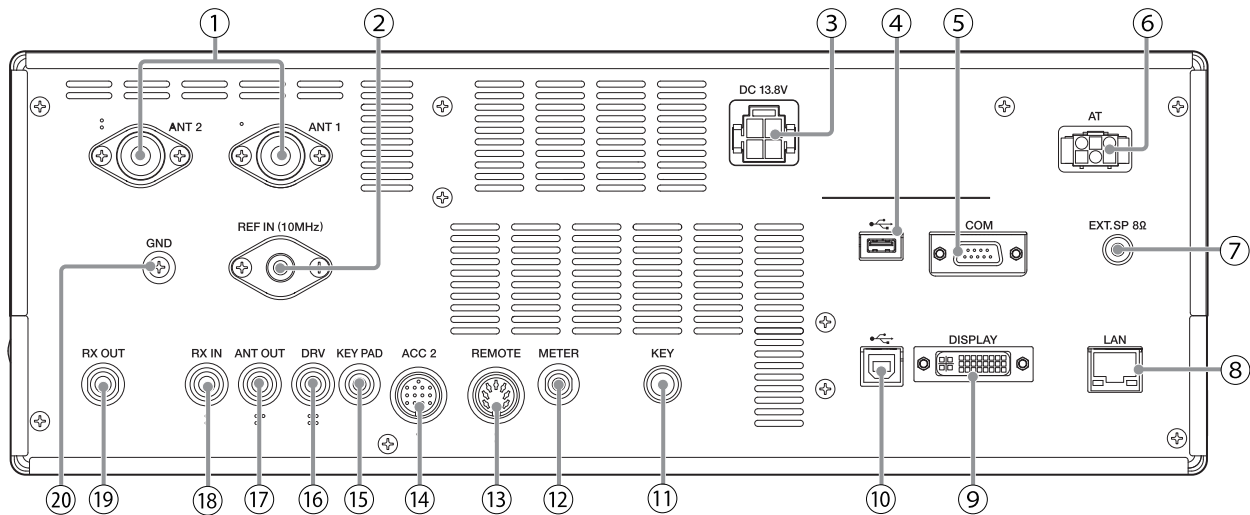 ① ② ③ ④ ⑤ ⑥
DC 13.8V
AT
ANT 2
ANT 1
REF IN (10MHz)
COM
EXT.SP 8Ω
GND
⑦
RX OUT
RX IN
ANT OUT
DRV
KEY PAD
ACC 2
REMOTE
METER
KEY
DISPLAY
LAN
⑧
⑳ ⑲ ⑱ ⑰ ⑯ ⑮ ⑭ ⑬ ⑫ ⑪ ⑩ ⑨